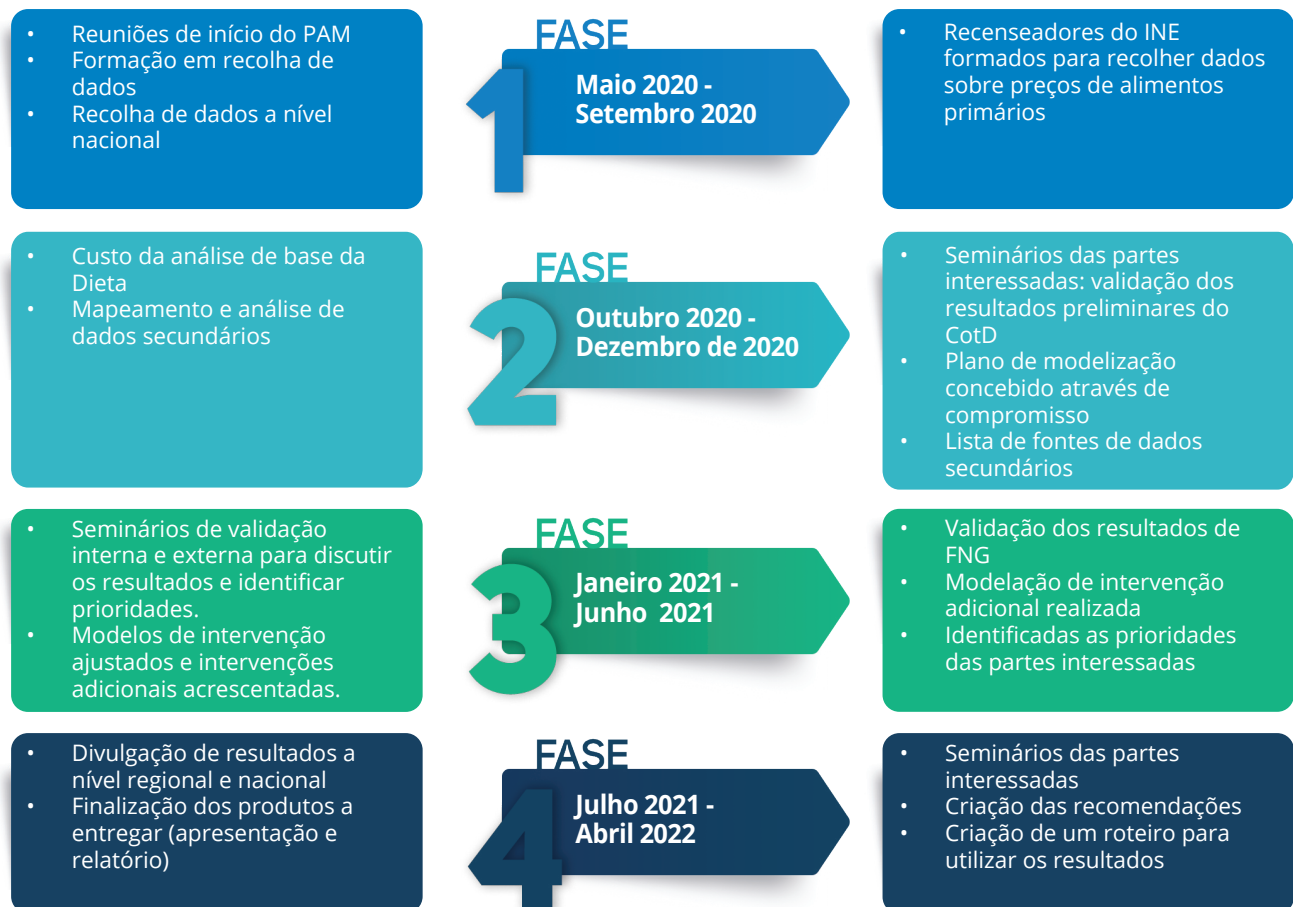 • Reuniões de início do PAM
• Formação em recolha de
dados
• Recolha de dados a nível
nacional
FASE
1
Maio 2020 -
Setembro 2020
• Recenseadores do INE
formados para recolher dados
sobre preços de alimentos
primários
• Custo da análise de base da
Dieta
• Mapeamento e análise de
dados secundários
FASE
2
Outubro 2020 -
Dezembro de 2020
• Seminários das partes
interessadas: validação dos
resultados preliminares do
CotD
• Plano de modelização
concebido através de
compromisso
• Lista de fontes de dados
secundários
• Seminários de validação
interna e externa para discutir
os resultados e identificar
prioridades.
• Modelos de intervenção
ajustados e intervenções
adicionais acrescentadas.
FASE
3
Janeiro 2021 -
Junho 2021
• Validação dos resultados de
FNG
• Modelação de intervenção
adicional realizada
• Identificadas as prioridades
das partes interessadas
• Divulgação de resultados a
nível regional e nacional
• Finalização dos produtos a
entregar (apresentação e
relatório)
FASE
4
Julho 2021 -
Abril 2022
• Seminários das partes
interessadas
• Criação das recomendações
• Criação de um roteiro para
utilizar os resultados